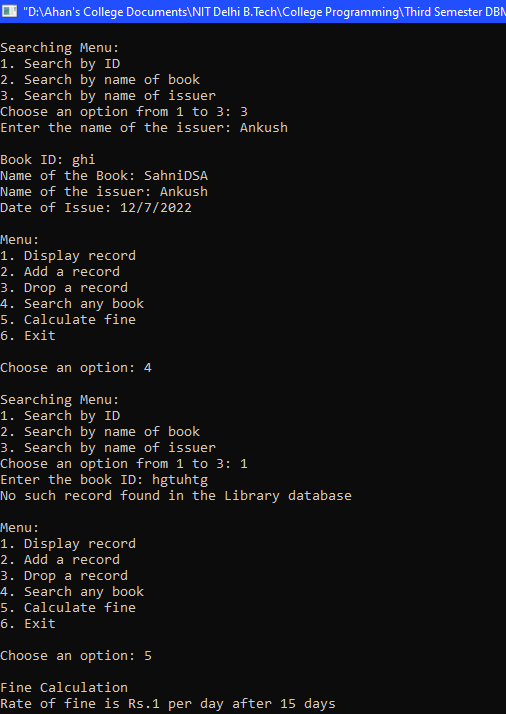 "D:\Ahan's College Documents\NIT Delhi B.Tech\College Programming\Third Semester DBM
Searching Menu:
1. Search by ID
2. Search by name of book
3. Search by name of issuer
Choose an option from 1 to 3: 3
Enter the name of the issuer: Ankush
Book ID: ghi
Name of the Book: SahniDSA
Name of the issuer: Ankush
Date of Issue: 12/7/2022
Menu:
1. Display record
2. Add a record
3. Drop a record
4. Search any book
5. Calculate fine
6. Exit
Choose an option: 4
Searching Menu:
1. Search by ID
2. Search by name of book
3. Search by name of issuer
Choose an option from 1 to 3: 1
Enter the book ID: hgtuhtg
No such record found in the Library database
Menu:
1. Display record
2. Add a record
3. Drop a record
4. Search any book
5. Calculate fine
6. Exit
Choose an option: 5
Fine Calculation
Rate of fine is Rs.1 per day after 15 days